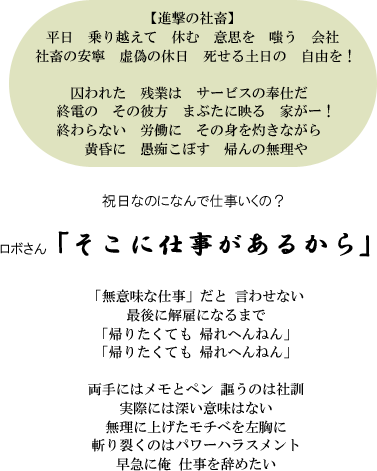 【進撃の社畜】
平日　乗り越えて　休む　意思を　嗤う　会社
社畜の安寧　虚偽の休日　死せる土日の　自由を！
囚われた　残業は　サービスの奉仕だ
終電の　その彼方　まぶたに映る　家がー！
終わらない　労働に　その身を灼きながら
黄昏に　愚痴こぼす　帰んの無理や
祝日なのになんで仕事いくの？
ロボさん「そこに仕事があるから」
「無意味な仕事」だと 言わせない
最後に解雇になるまで
「帰りたくても 帰れへんねん」
「帰りたくても 帰れへんねん」
両手にはメモとペン 謳うのは社訓
実際には深い意味はない
無理に上げたモチベを左胸に
斬り裂くのはパワーハラスメント
早急に俺 仕事を辞めたい